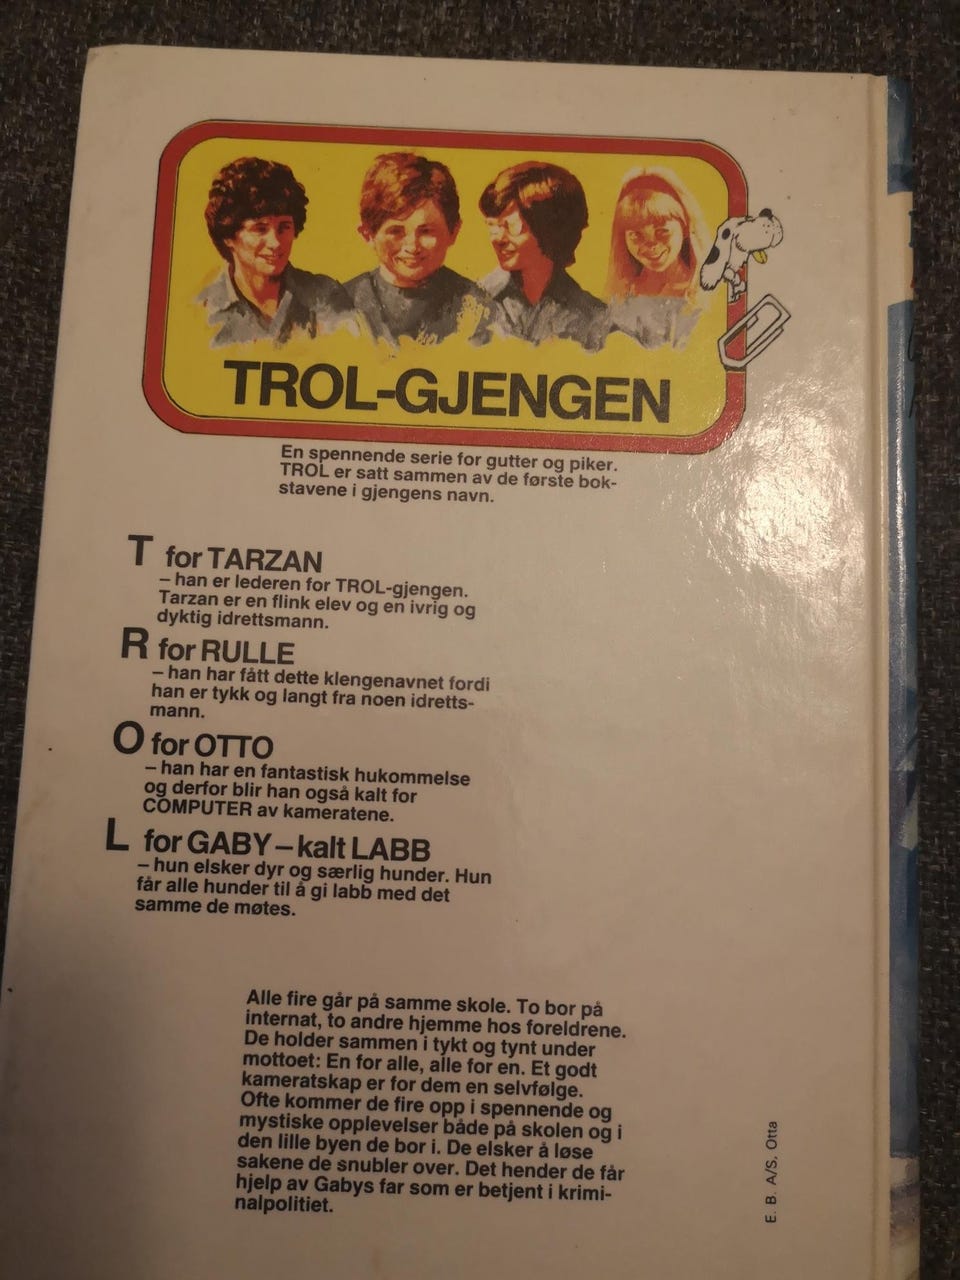 TROL-GJENGEN
En spennende serie for gutter og piker.
TROL er satt sammen av de første bok-
stavene i gjengens navn.
T for TARZAN
– han er lederen for TROL-gjengen.
Tarzan er en flink elev og en ivrig og
dyktig idrettsmann.
R for RULLE
– han har fått dette klengenavnet fordi
han er tykk og langt fra noen idretts-
mann.
O for OTTO
– han har en fantastisk hukommelse
og derfor blir han også kalt for
COMPUTER av kameratene.
L for GABY – kalt LABB
– hun elsker dyr og særlig hunder. Hun
får alle hunder til å gi labb med det
samme de møtes.
Alle fire går på samme skole. To bor på
internat, to andre hjemme hos foreldrene.
De holder sammen i tykt og tynt under
mottoet: En for alle, alle for en. Et godt
kameratskap er for dem en selvfølge.
Ofte kommer de fire opp i spennende og
mystiske opplevelser både på skolen og i
den lille byen de bor i. De elsker å løse
sakene de snubler over. Det hender de får
hjelp av Gabys far som er betjent i krimi-
nalpolitiet.
E. B. A/S, Otta